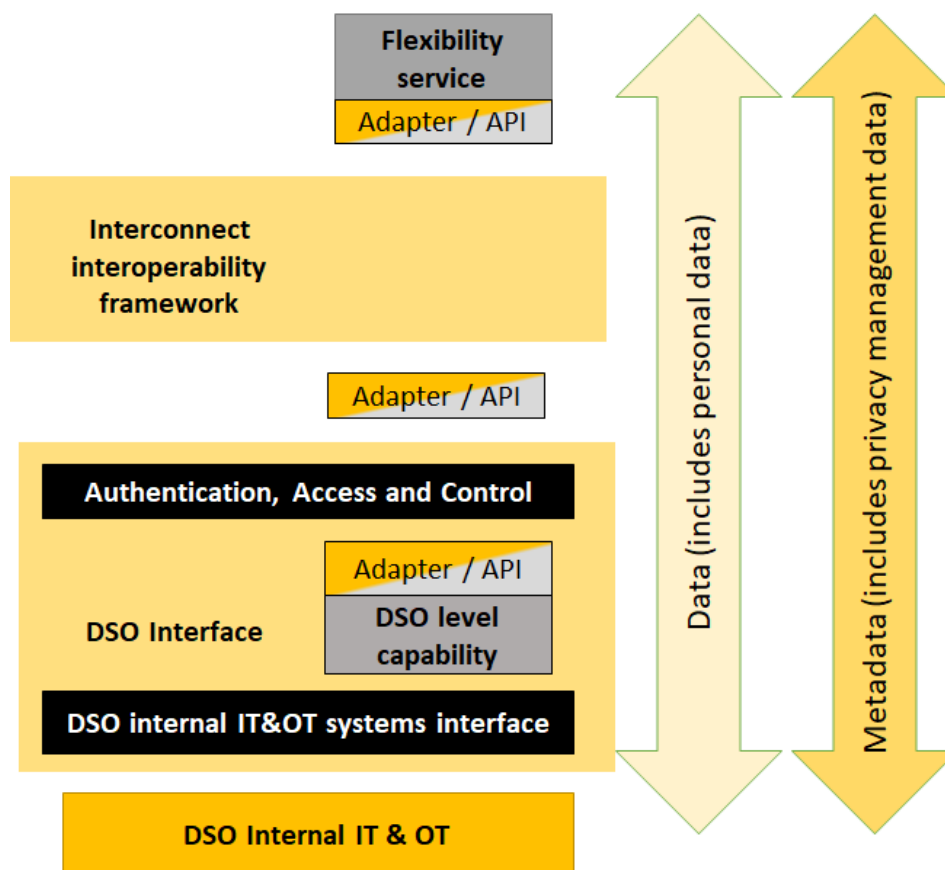 Flexibility
service
Adapter / API
Interconnect
interoperability
framework
Adapter / API
Authentication, Access and Control
Adapter / API
DSO Interface
DSO level
capability
DSO internal IT&OT systems interface
DSO Internal IT & OT
Data (includes personal data)
Metadata (includes privacy management data)